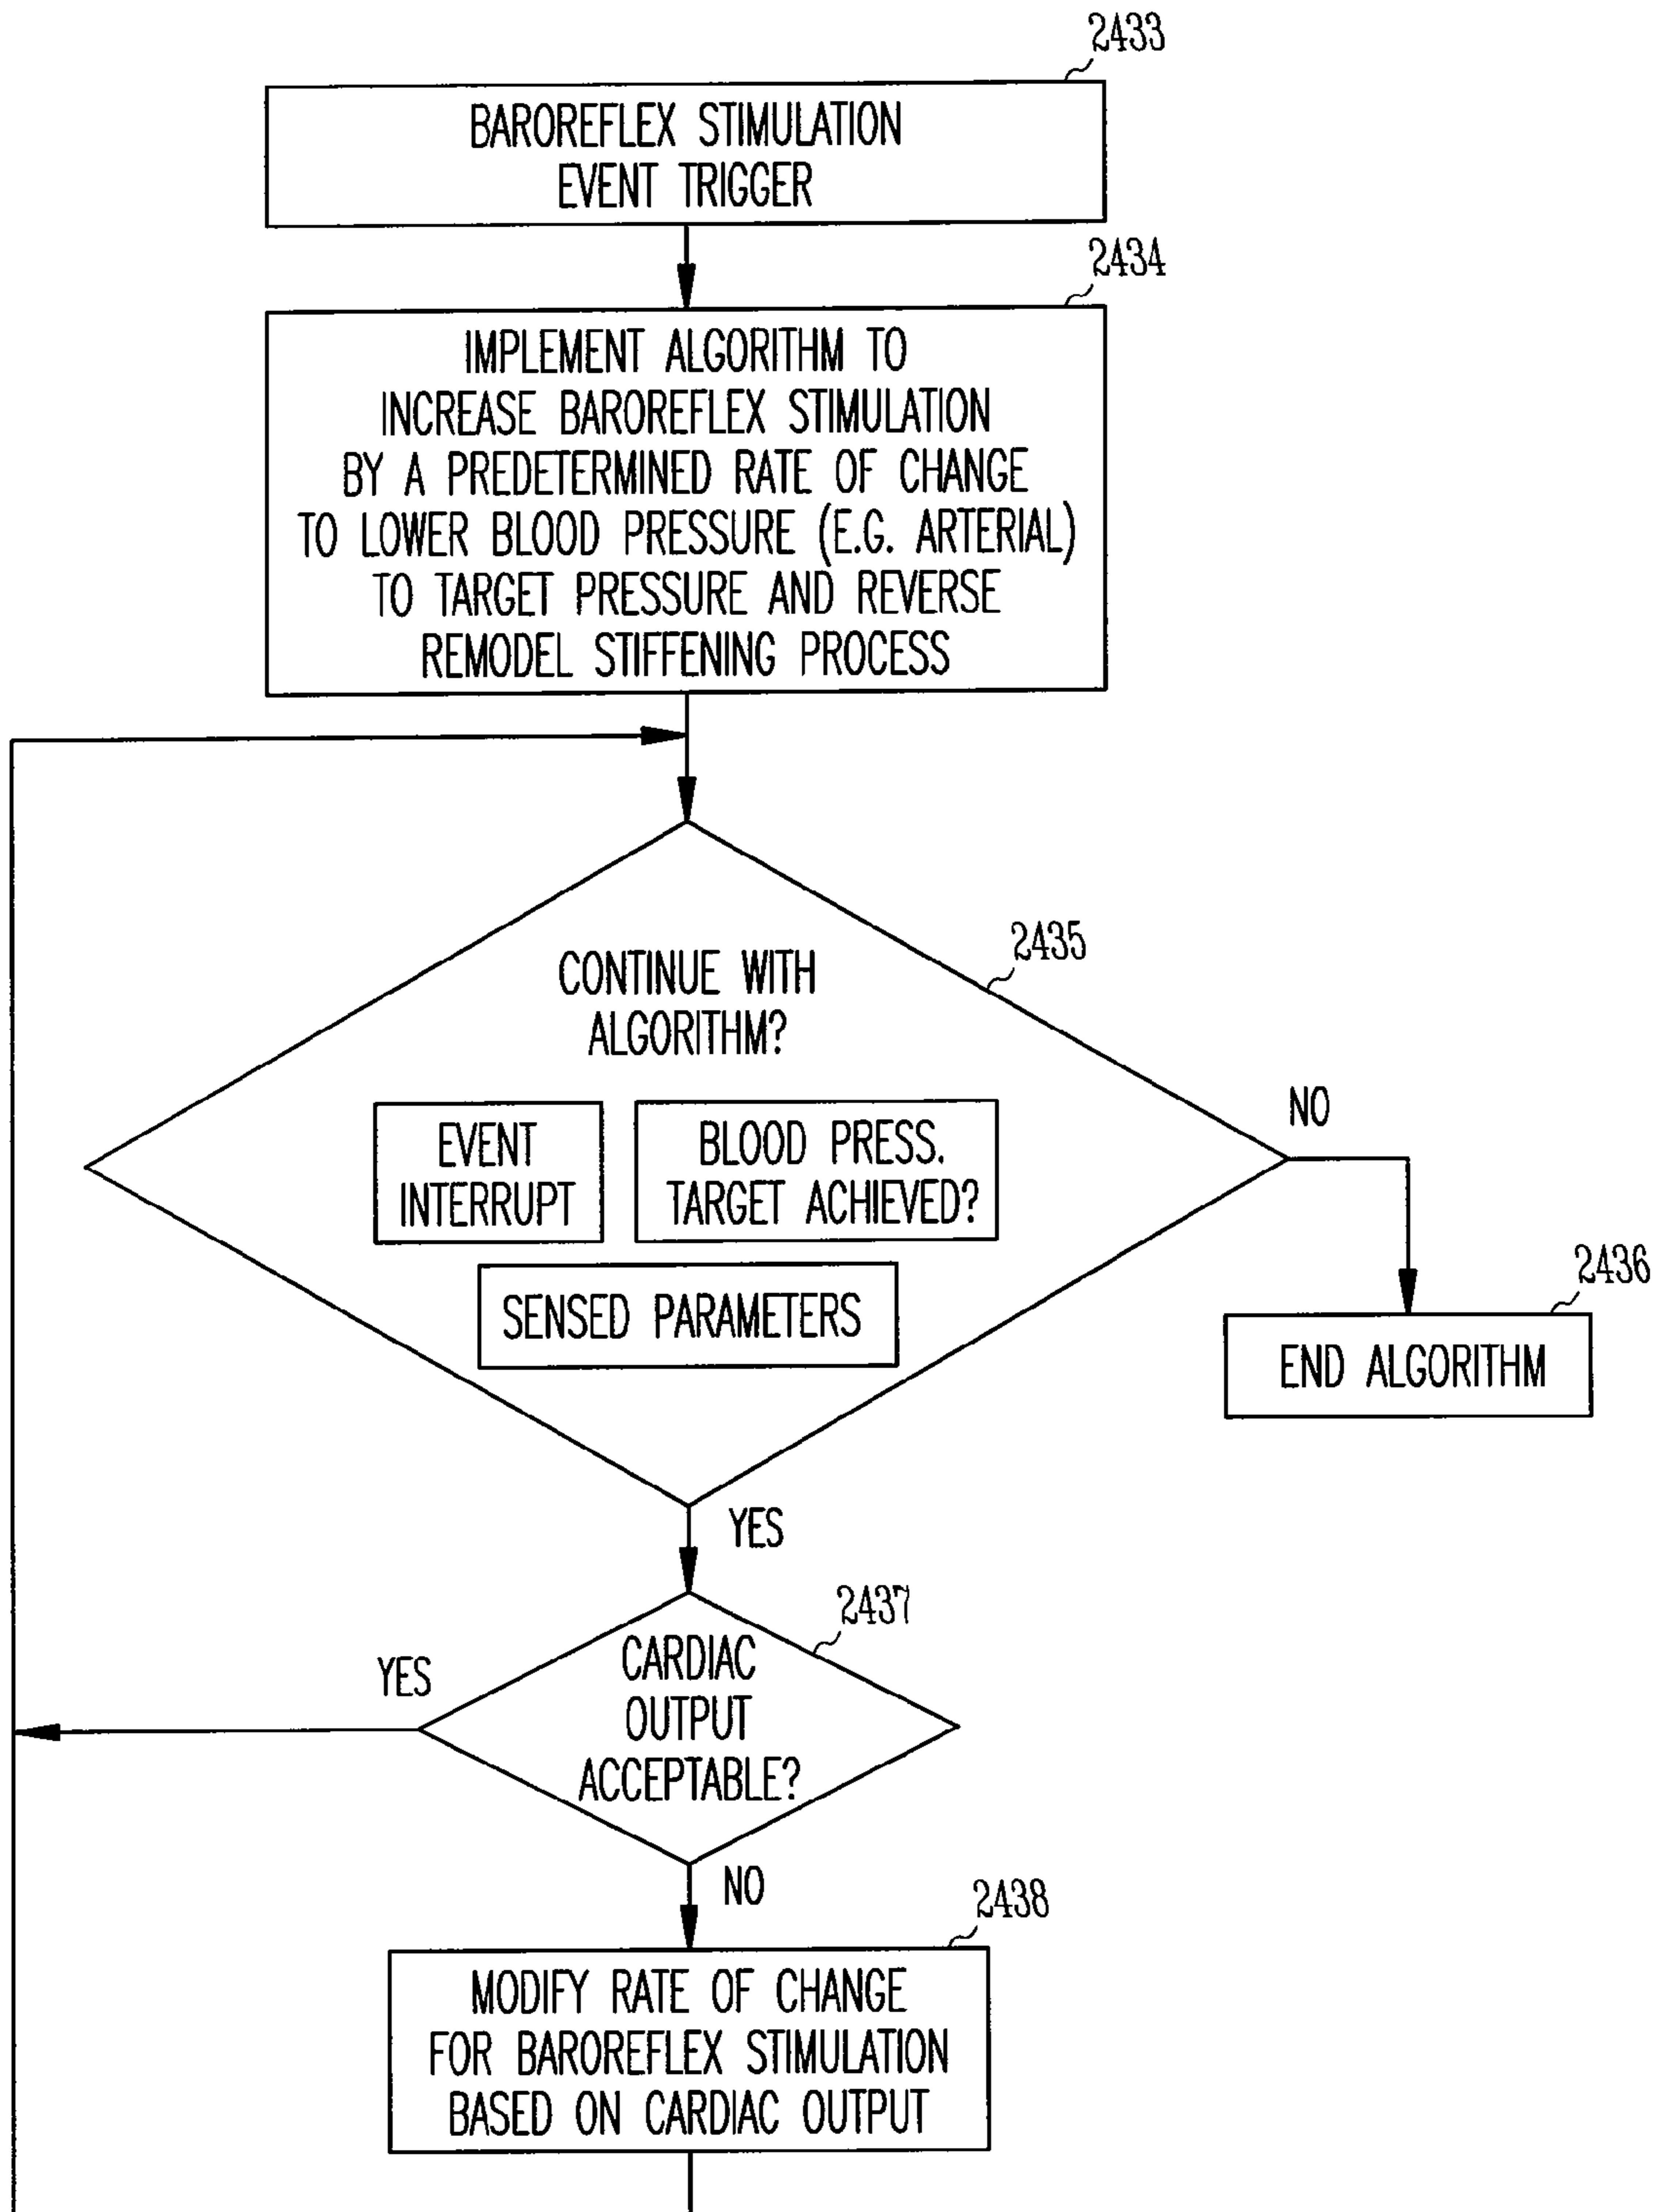 2433
BAROREFLEX STIMULATION
EVENT TRIGGER
2434
IMPLEMENT ALGORITHM TO
INCREASE BAROREFLEX STIMULATION
BY A PREDETERMINED RATE OF CHANGE
TO LOWER BLOOD PRESSURE (E.G. ARTERIAL)
TO TARGET PRESSURE AND REVERSE
REMODEL STIFFENING PROCESS
2435
CONTINUE WITH
ALGORITHM?
NO
EVENT
INTERRUPT
BLOOD PRESS.
TARGET ACHIEVED?
SENSED PARAMETERS
2436
END ALGORITHM
YES
2437
YES
CARDIAC
OUTPUT
ACCEPTABLE?
NO
2438
MODIFY RATE OF CHANGE
FOR BAROREFLEX STIMULATION
BASED ON CARDIAC OUTPUT